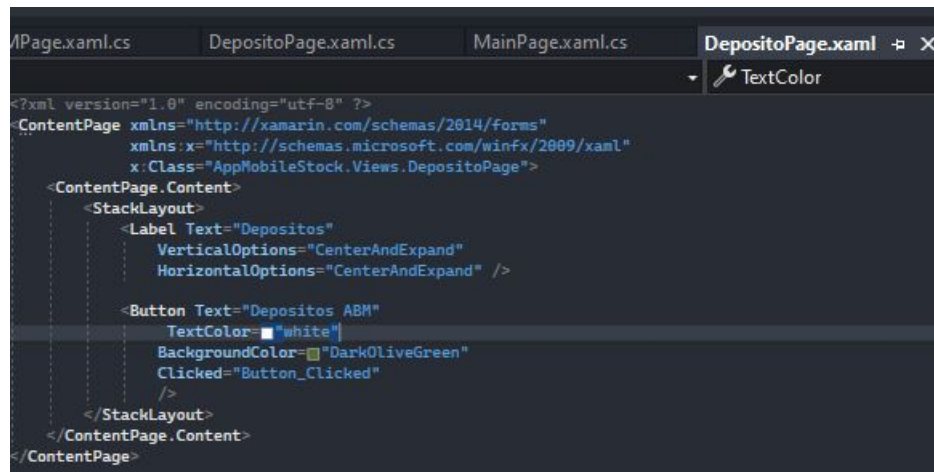 MPage.xaml.cs DepositoPage.xaml.cs MainPage.xaml.cs DepositoPage.xaml
TextColor
<?xml version="1.0" encoding="utf-8" ?>
<ContentPage xmlns="http://xamarin.com/schemas/2014/forms"
xmlns:x="http://schemas.microsoft.com/winfx/2009/xaml"
x:Class="AppMobileStock.Views.DepositoPage">
<ContentPage.Content>
<StackLayout>
<Label Text="Depositos"
VerticalOptions="CenterAndExpand"
HorizontalOptions="CenterAndExpand" />
<Button Text="Depositos ABM"
TextColor="white"
BackgroundColor="DarkOliveGreen"
Clicked="Button_Clicked"
/>
</StackLayout>
</ContentPage.Content>
</ContentPage>